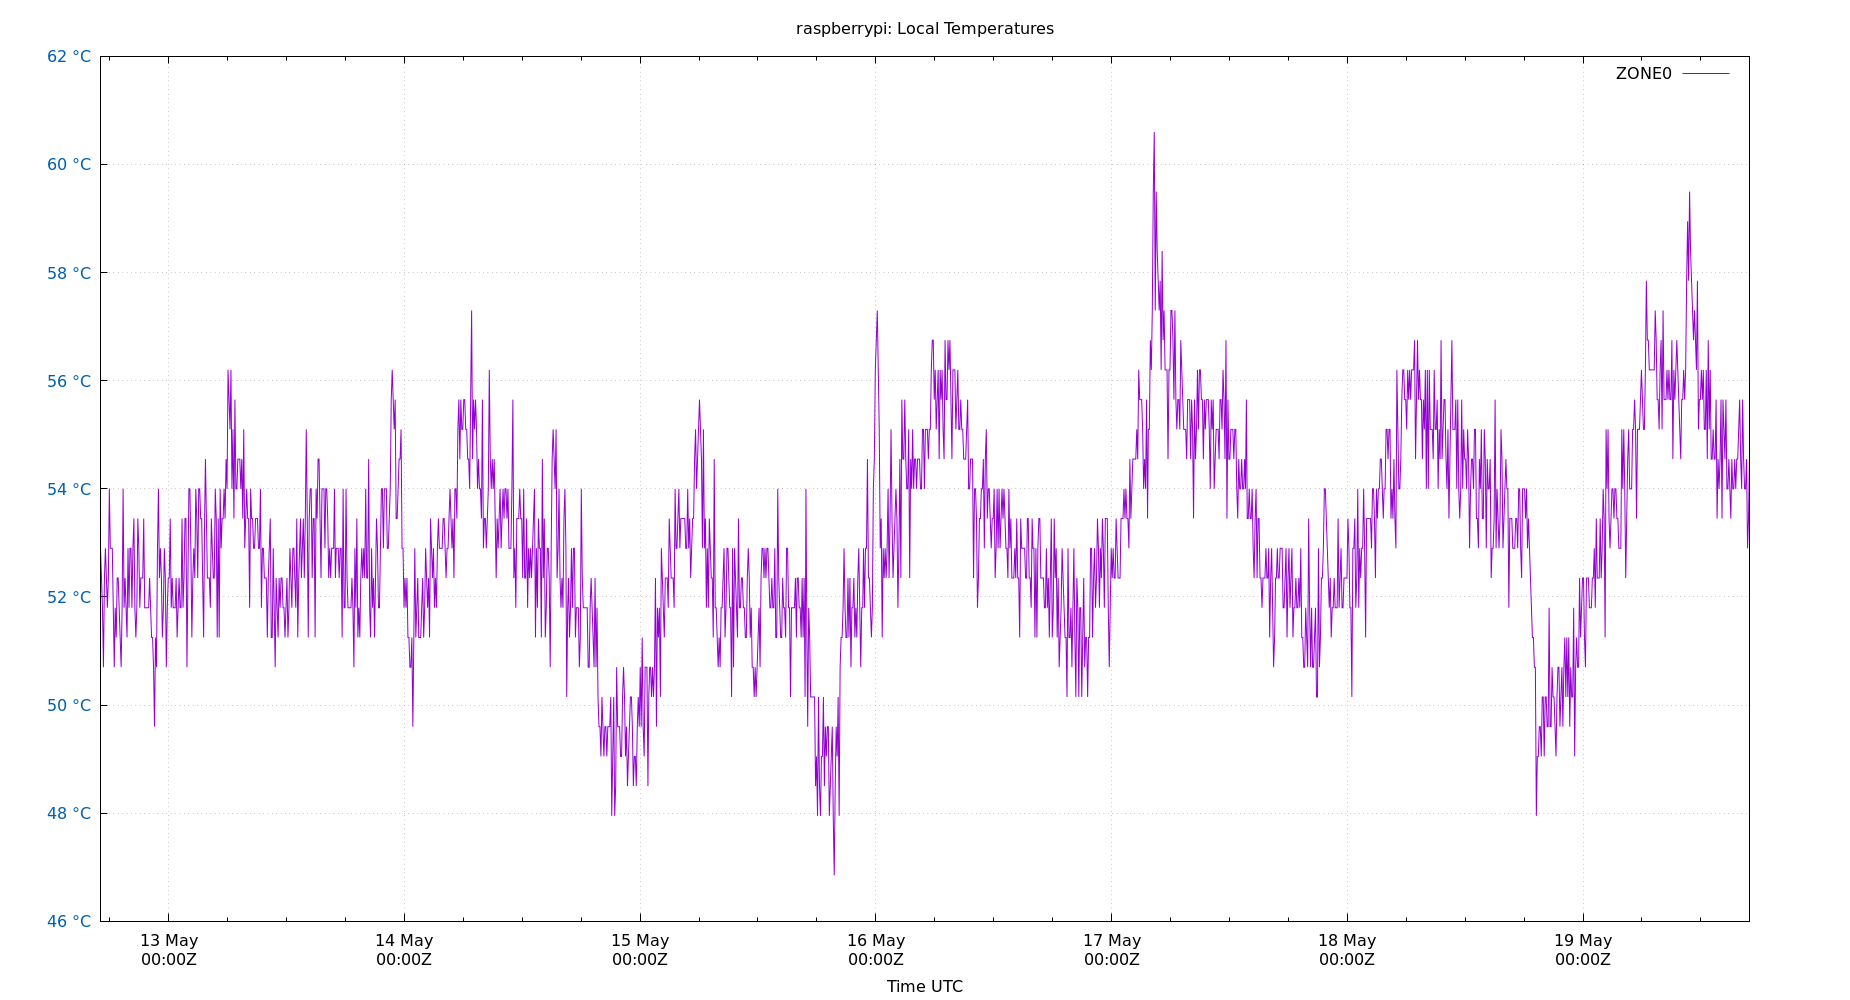 raspberrypi: Local Temperatures
62 °C
ZONE0
60 °C
58 °C
56 °C
54 °C
52 °C
50 °C
48 °C
46 °C
13 May 14 May 15 May 16 May 17 May 18 May 19 May
00:00Z 00:00Z 00:00Z 00:00Z 00:00Z 00:00Z 00:00Z
Time UTC